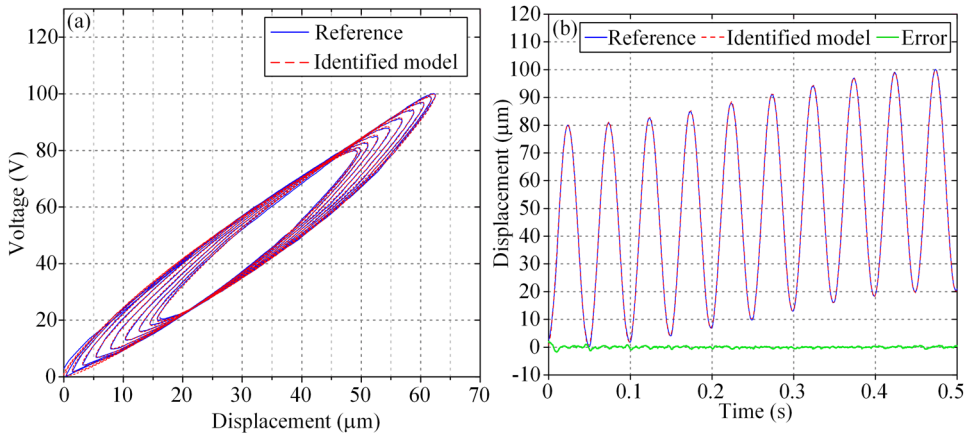 (a)
Reference
Identified model
120
100
80
60
40
20
0
Voltage (V)
0 10 20 30 40 50 60 70
Displacement (μm)
(b)
Reference Identified model Error
120
110
100
90
80
70
60
50
40
30
20
10
0
-10
Displacement (μm)
0 0.1 0.2 0.3 0.4 0.5
Time (s)